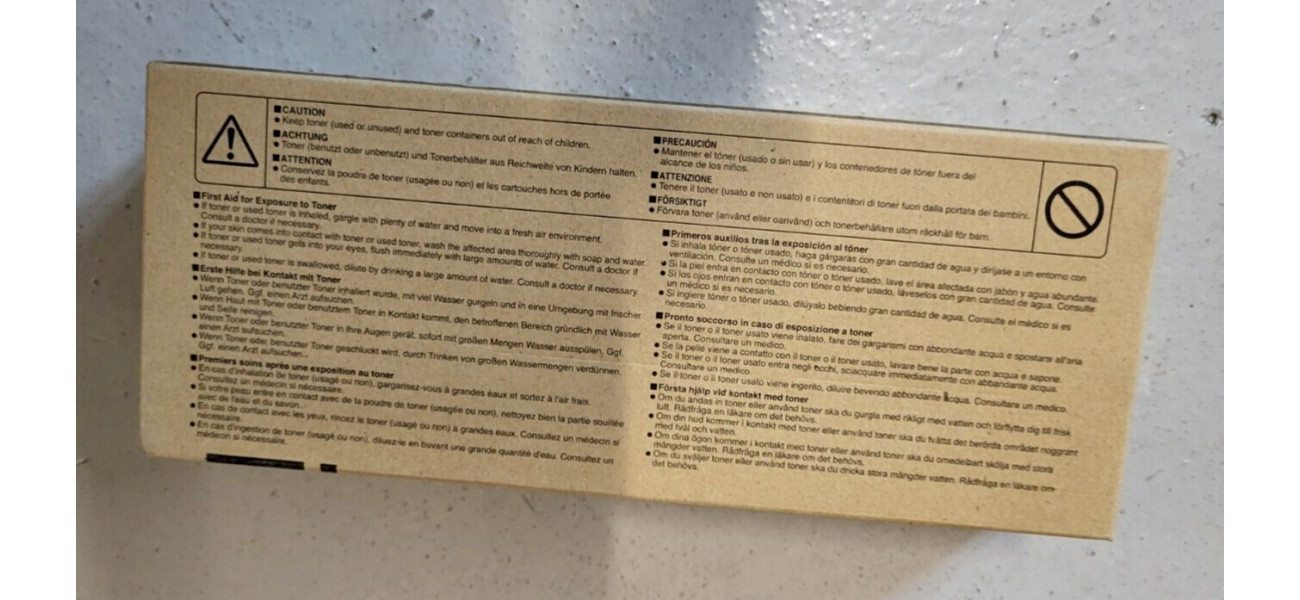 ■CAUTION
● Keep toner (used or unused) and toner containers out of reach of children.
■ACHTUNG
● Toner (benutzt oder unbenutzt) und Tonerbehälter aus Reichweite von Kindern halten.
■ATTENTION
● Conservez la poudre de toner (usagée ou non) et les cartouches hors de portée
des enfants.
■PRECAUCIÓN
● Mantener el tóner (usado o sin usar) y los contenedores de tóner fuera del
alcance de los niños.
■ATTENZIONE
● Tenere il toner (usato e non usato) e i contenitori di toner fuori dalla portata dei bambini.
■FÖRSIKTIGT
● Förvara toner (använd eller oanvänd) och tonerbehållare utom räckhåll för barn.
■First Aid for Exposure to Toner
● If toner or used toner is inhaled, gargle with plenty of water and move into a fresh air environment.
Consult a doctor if necessary.
● If your skin comes into contact with toner or used toner, wash the affected area thoroughly with soap and water.
● If toner or used toner gets into your eyes, flush immediately with large amounts of water. Consult a doctor if
necessary.
● If toner or used toner is swallowed, dilute by drinking a large amount of water. Consult a doctor if necessary.
■Erste Hilfe bei Kontakt mit Toner
● Wenn Toner oder benutzter Toner inhaliert wurde, mit viel Wasser gurgeln und in eine Umgebung mit frischer
Luft gehen. Ggf. einen Arzt aufsuchen.
● Wenn Haut mit Toner oder benutztem Toner in Kontakt kommt, den betroffenen Bereich gründlich mit Wasser
und Seife reinigen.
● Wenn Toner oder benutzter Toner in Ihre Augen gerät, sofort mit großen Mengen Wasser ausspülen, Ggf.
einen Arzt aufsuchen.
● Wenn Toner oder benutzter Toner geschluckt wird, durch Trinken von großen Wassermengen verdünnen.
Ggf. einen Arzt aufsuchen.
■Premiers soins après une exposition au toner
● En cas d'inhalation de toner (usagé ou non), gargarisez-vous à grandes eaux et sortez à l'air frais.
Consultez un médecin si nécessaire.
● Si votre peau entre en contact avec de la poudre de toner (usagée ou non), nettoyez bien la partie souillée
avec de l'eau et du savon.
● En cas de contact avec les yeux, rincez le toner (usagé ou non) à grandes eaux. Consultez un médecin si
nécessaire.
● En cas d'ingestion de toner (usagé ou non), diluez-le en buvant une grande quantité d'eau. Consultez un
médecin si nécessaire.
■Primeros auxilios tras la exposición al tóner
● Si inhala tóner o tóner usado, haga gárgaras con gran cantidad de agua y diríjase a un entorno con
ventilación. Consulte un médico si es necesario.
● Si la piel entra en contacto con tóner o tóner usado, lave el área afectada con jabón y agua abundante.
● Si los ojos entran en contacto con tóner o tóner usado, láveselos con gran cantidad de agua. Consulte
un médico si es necesario.
● Si ingiere tóner o tóner usado, dilúyalo bebiendo gran cantidad de agua. Consulte el médico si es
necesario.
■Pronto soccorso in caso di esposizione a toner
● Se il toner o il toner usato viene inalato, fare dei gargarismi con abbondante acqua e spostarsi all'aria
aperta. Consultare un medico.
● Se la pelle viene a contatto con il toner o il toner usato, lavare bene la parte con acqua e sapone.
● Se il toner o il toner usato entra negli occhi, sciacquare immediatamente con abbandante acqua.
Consultare un medico.
● Se il toner o il toner usato viene ingerito, diluire bevendo abbondante acqua. Consultare un medico.
■Första hjälp vid kontakt med toner
● Om du andas in toner eller använd toner ska du gurgla med rikligt med vatten och förflytta dig till frisk
luft. Rådfråga en läkare om det behövs.
● Om din hud kommer i kontakt med toner eller använd toner ska du tvätta det berörda området noggrant
med tvål och vatten.
● Om dina ögon kommer i kontakt med toner eller använd toner ska du omedelbart skölja med stora
mängder vatten. Rådfråga en läkare om det behövs.
● Om du sväljer toner eller använd toner ska du dricka stora mängder vatten. Rådfråga en läkare om
det behövs.